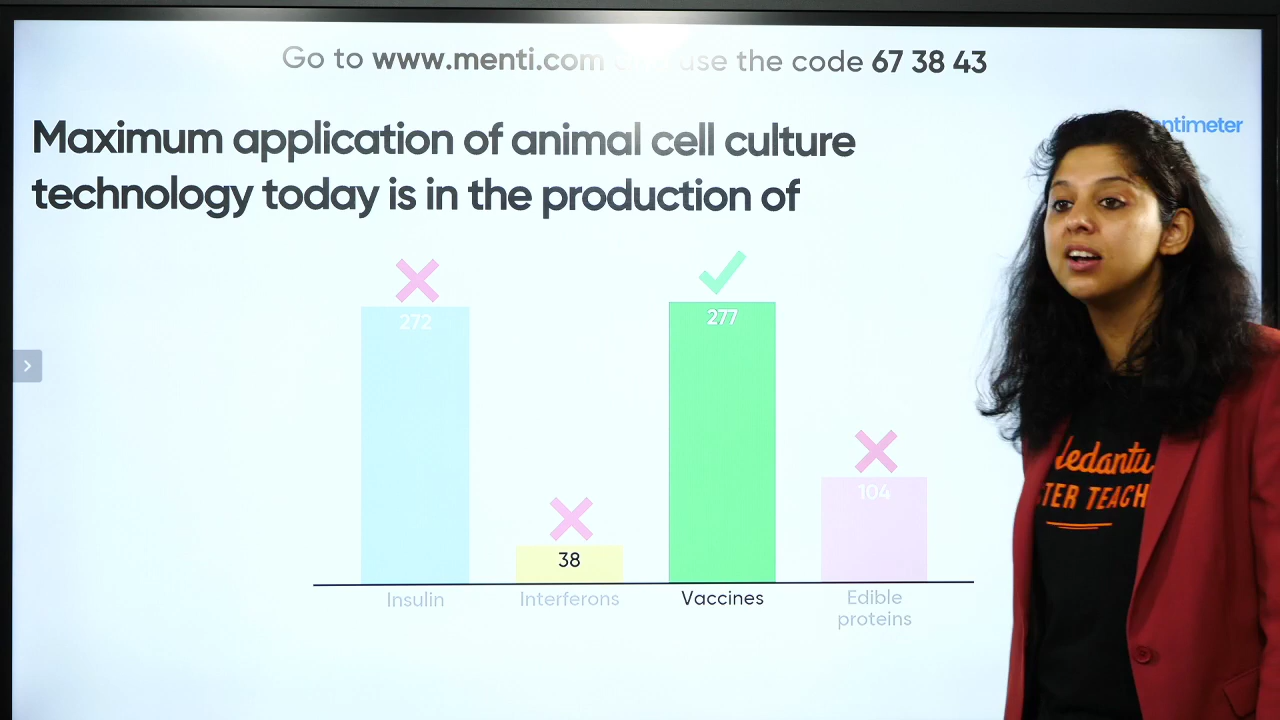 Go to www.menti.com use the code 67 38 43
Maximum application of animal cell culture
technology today is in the production of
272
277
38
104
Insulin
Interferons
Vaccines
Edible
proteins